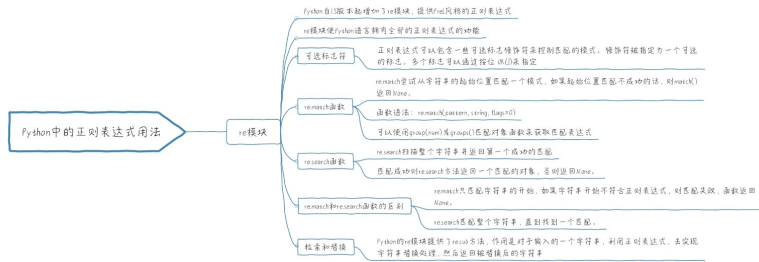 Python自1.5版本起增加了re模块，提供Perl风格的正则表达式
re模块使Python语言拥有全部的正则表达式的功能
可选标志符
正则表达式可以包含一些可选标志修饰符来控制匹配的模式。修饰符被指定为一个可选
的标志。多个标志可以通过按位 OR(|)来指定
re.match尝试从字符串的起始位置匹配一个模式，如果起始位置匹配不成功的话，则match()
返回None。
re.match函数
函数语法：re.match(pattern, string, flags=0)
可以使用group(num)或groups()匹配对象函数来获取匹配表达式
Python中的正则表达式用法
re模块
re.search扫描整个字符串并返回第一个成功的匹配
re.search函数
匹配成功则re.search方法返回一个匹配的对象，否则返回None。
re.match只匹配字符串的开始，如果字符串开始不符合正则表达式，则匹配失败，函数返回
None。
re.match和re.search函数的区别
re.search匹配整个字符串，直到找到一个匹配。
检索和替换
Python的re模块提供了re.sub方法，作用是对于输入的一个字符串，利用正则表达式，去实现
字符串替换处理，然后返回被替换后的字符串